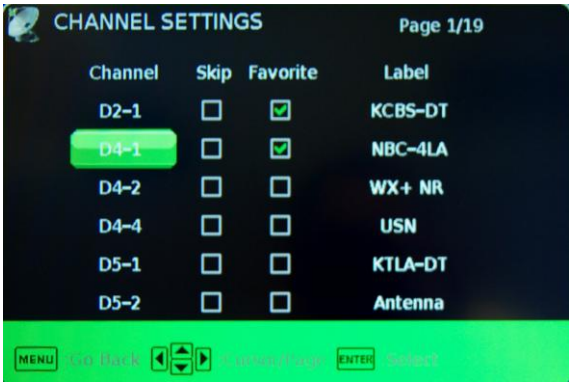 CHANNEL SETTINGS Page 1/19
Channel Skip Favorite Label
D2-1 KCBS-DT
D4-1 NBC-4LA
D4-2 WX+ NR
D4-4 USN
D5-1 KTLA-DT
D5-2 Antenna
MENU Go Back Cursor/Page ENTER Select